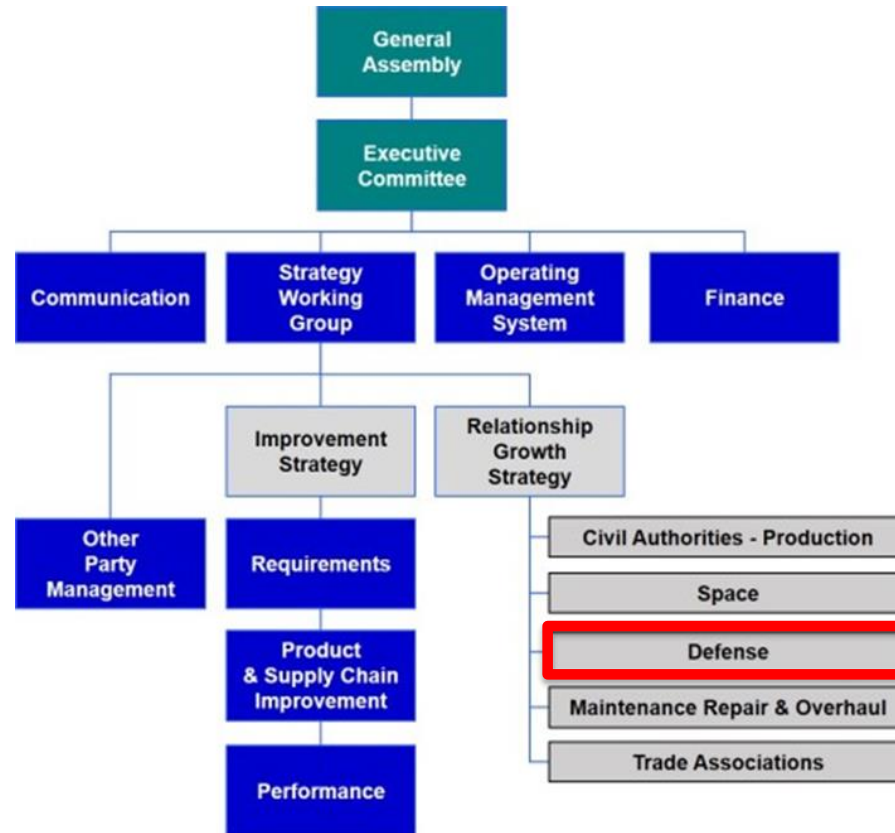 General
Assembly
Executive
Committee
Communication
Strategy
Working
Group
Operating
Management
System
Finance
Improvement
Strategy
Relationship
Growth
Strategy
Other
Party
Management
Requirements
Product
& Supply Chain
Improvement
Performance
Civil Authorities - Production
Space
Defense
Maintenance Repair & Overhaul
Trade Associations